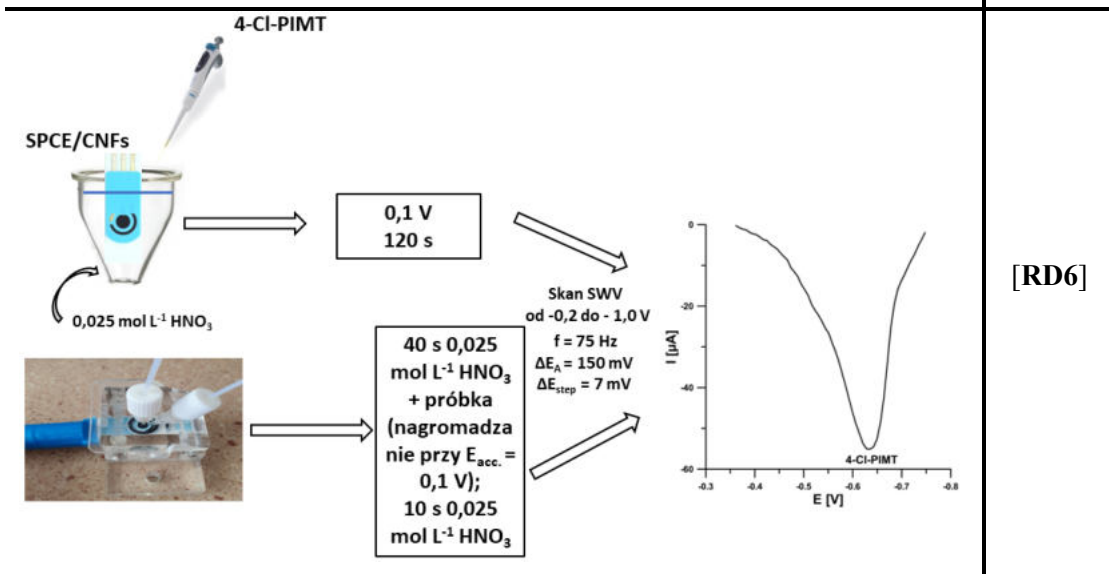 4-Cl-PIMT
SPCE/CNFs
0,025 mol L⁻¹ HNO₃
0,1 V
120 s
40 s 0,025
mol L⁻¹ HNO₃
+ próbka
(nagromadza
nie przy Eacc. =
0,1 V);
10 s 0,025
mol L⁻¹ HNO₃
Skan SWV
od -0,2 do - 1,0 V
f = 75 Hz
ΔEA = 150 mV
ΔEstep = 7 mV
I [µA]
0
-20
-40
-60
4-Cl-PIMT
-0.3 -0.4 -0.5 -0.6 -0.7 -0.8
E [V]
[RD6]